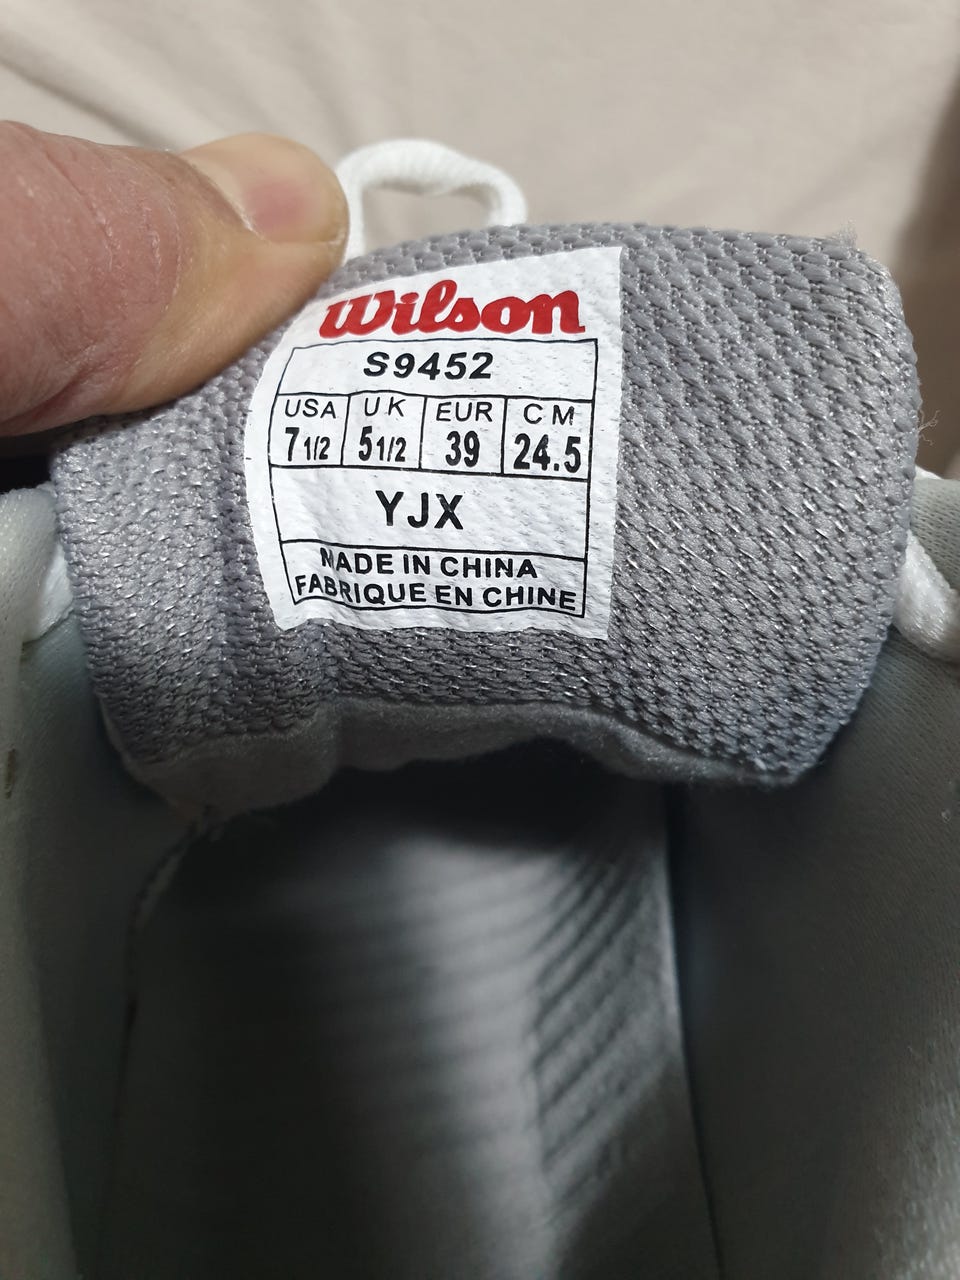 Wilson
S9452
USA UK EUR CM
7 1/2 5 1/2 39 24.5
YJX
MADE IN CHINA
FABRIQUE EN CHINE